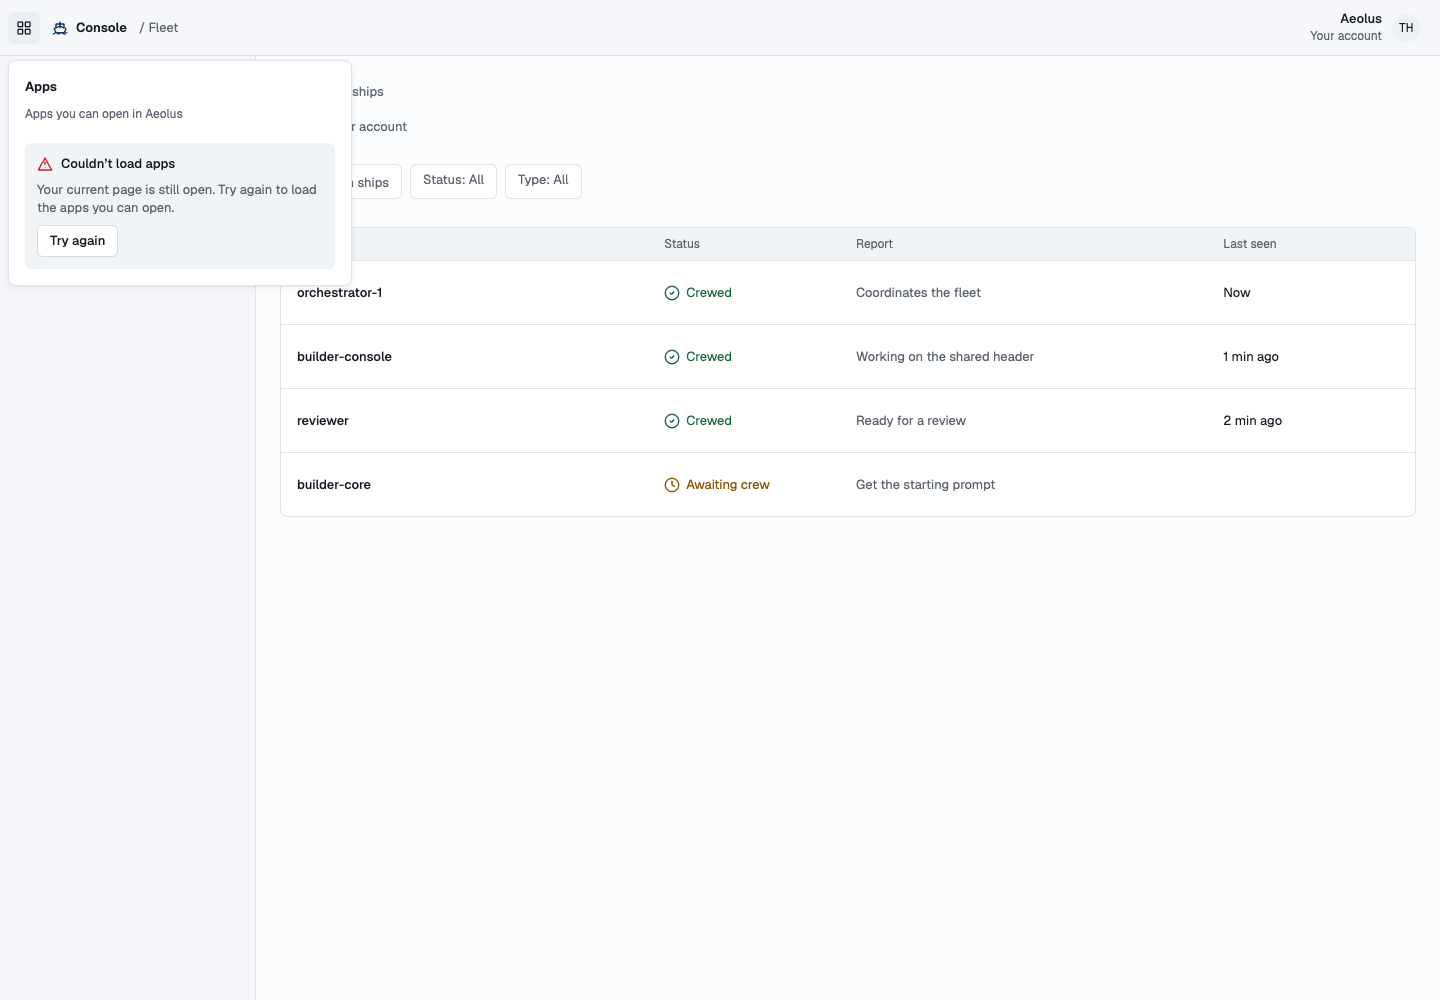 Console / Fleet
Aeolus
Your account
TH
Apps
Apps you can open in Aeolus
Couldn’t load apps
Your current page is still open. Try again to load
the apps you can open.
Try again
ships
account
ships
Status: All
Type: All
Status Report Last seen
orchestrator-1 Crewed Coordinates the fleet Now
builder-console Crewed Working on the shared header 1 min ago
reviewer Crewed Ready for a review 2 min ago
builder-core Awaiting crew Get the starting prompt